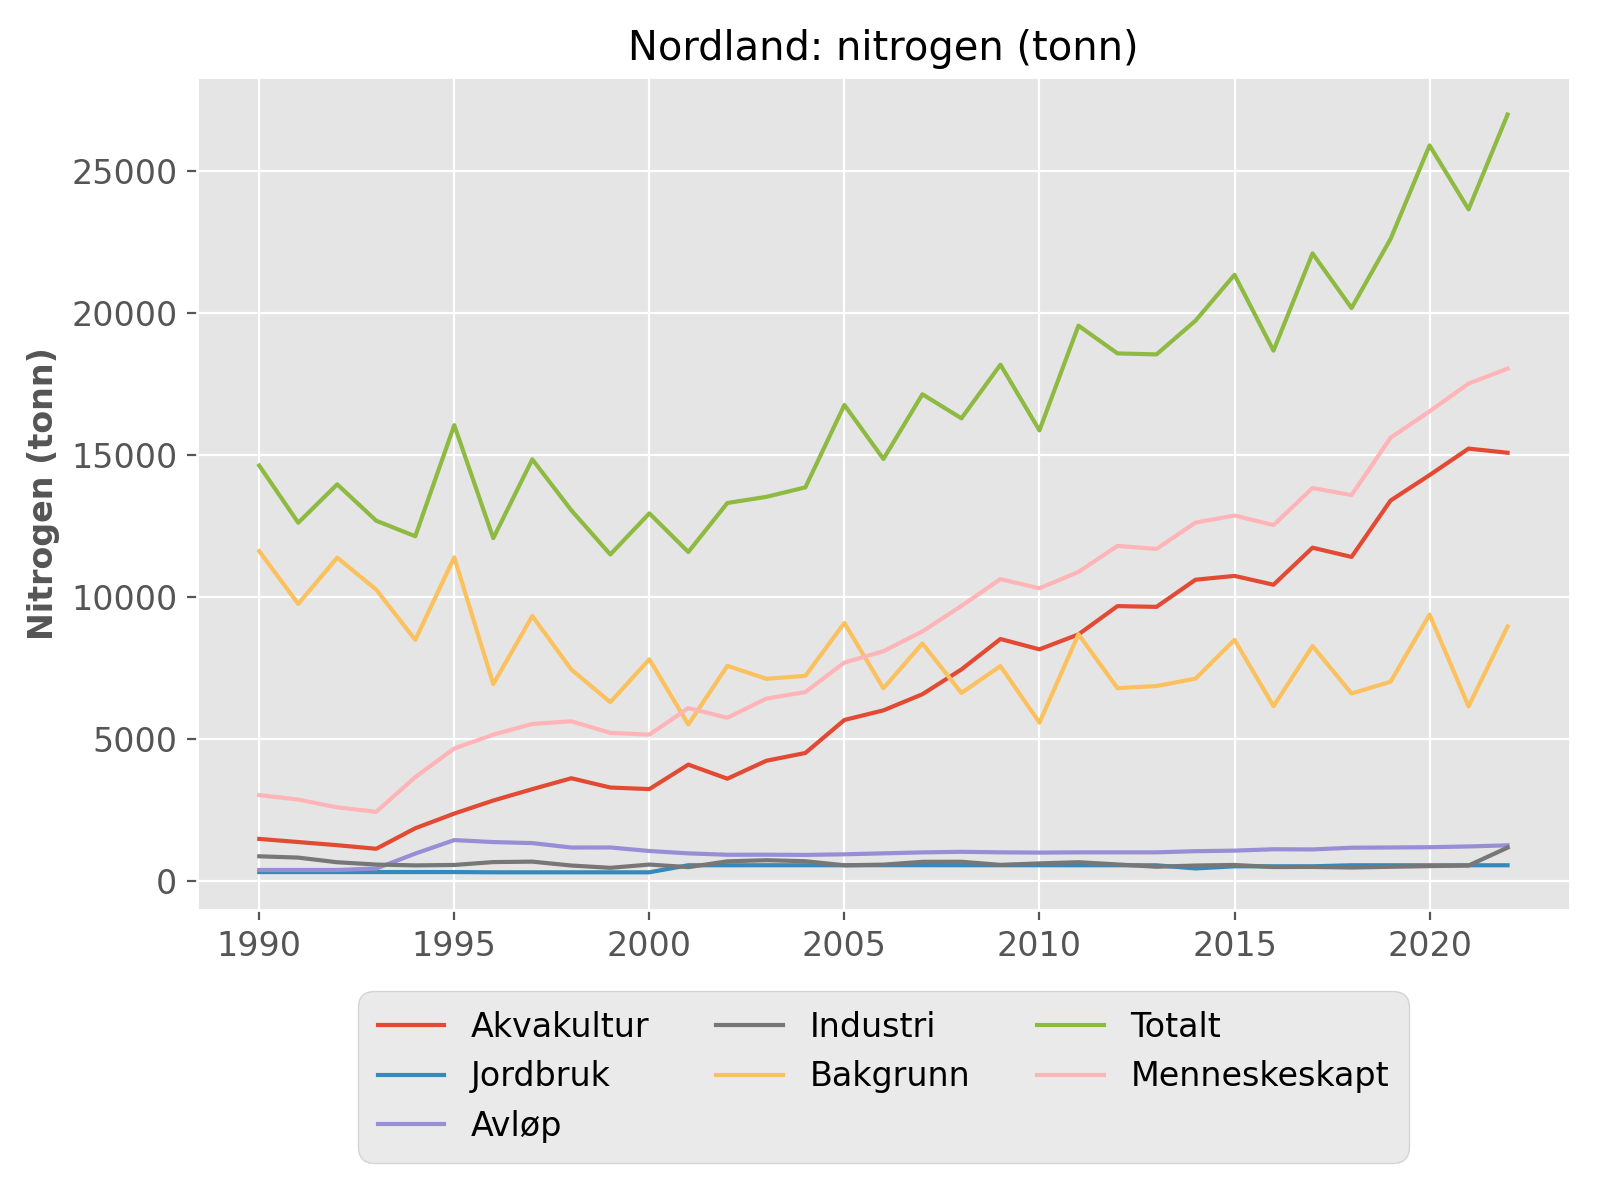 Nordland: nitrogen (tonn)
Nitrogen (tonn)
25000
20000
15000
10000
5000
0
1990 1995 2000 2005 2010 2015 2020
Akvakultur Industri Totalt
Jordbruk Bakgrunn Menneskeskapt
Avløp